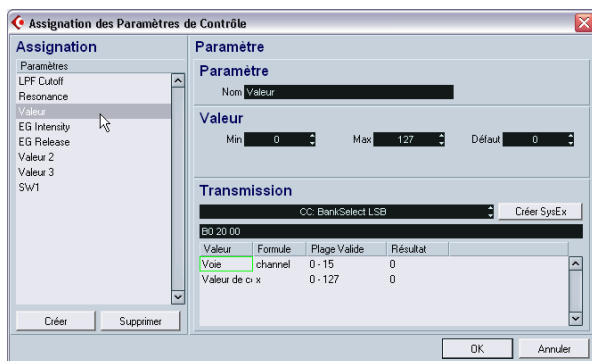 Assignation des Paramètres de Contrôle
Assignation
Paramètres
LPF Cutoff
Resonance
Valeur
EG Intensity
EG Release
Valeur 2
Valeur 3
SW1
Créer Supprimer
Paramètre
Paramètre
Nom Valeur
Valeur
Min 0 Max 127 Défaut 0
Transmission
CC: BankSelect LSB Créer SysEx
B0 20 00
Valeur Formule Plage Valide Résultat
Voie channel 0 - 15 0
Valeur de co x 0 - 127 0
OK Annuler